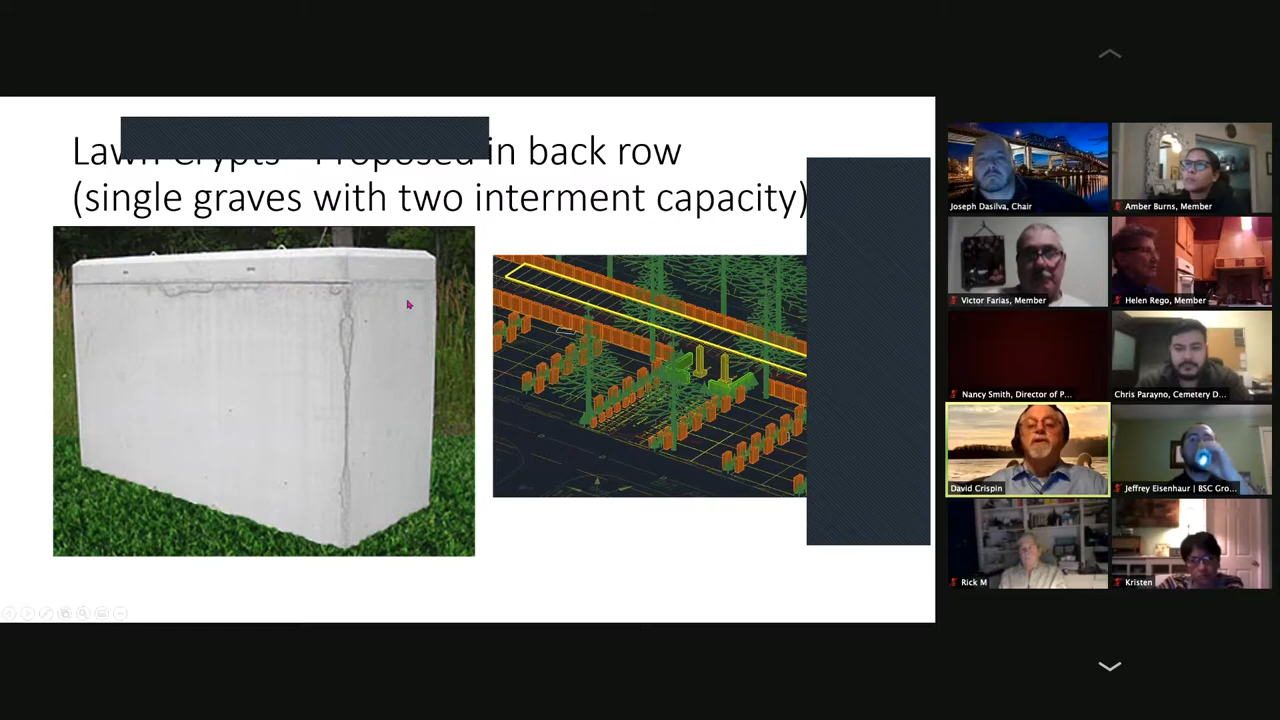 Lawn Crypts - Proposed in back row
(single graves with two interment capacity)
Joseph Dasilva, Chair
Amber Burns, Member
Victor Farias, Member
Helen Rego, Member
Nancy Smith, Director of P...
Chris Parayno, Cemetery D...
David Crispin
Jeffrey Eisenhaur | BSC Gro...
Rick M
Kristen